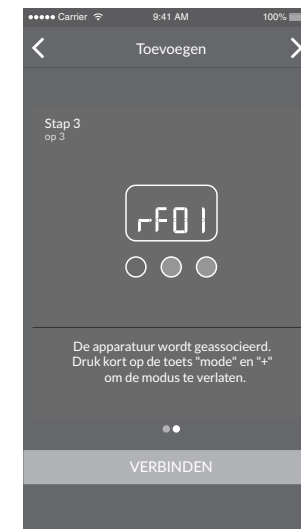 Carrier 9:41 AM 100%
Toevoegen
Stap 3
op 3
rF01
De apparatuur wordt geassocieerd.
Druk kort op de toets "mode" en "+"
om de modus te verlaten.
VERBINDEN